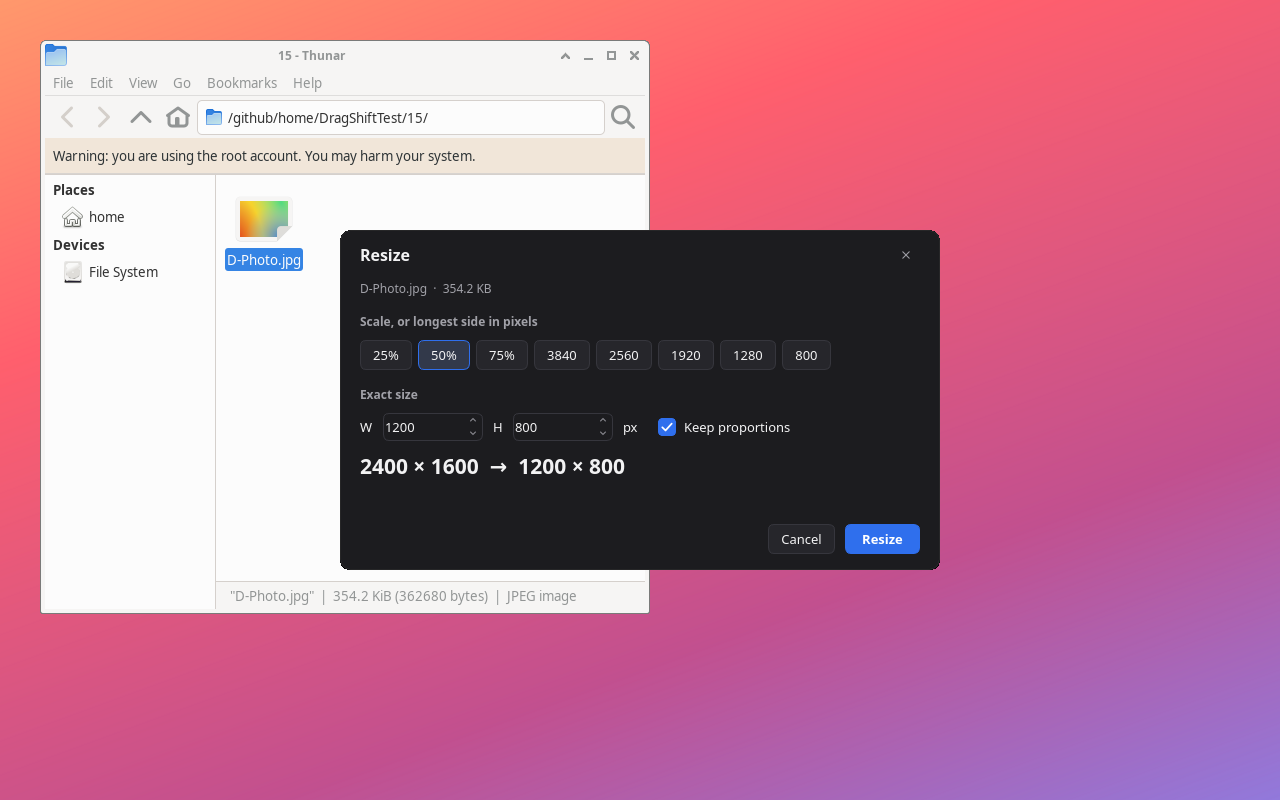 15 - Thunar
File Edit View Go Bookmarks Help
/github/home/DragShiftTest/15/
Warning: you are using the root account. You may harm your system.
Places
home
Devices
File System
D-Photo.jpg
"D-Photo.jpg" | 354.2 KiB (362680 bytes) | JPEG image
Resize
D-Photo.jpg · 354.2 KB
Scale, or longest side in pixels
25% 50% 75% 3840 2560 1920 1280 800
Exact size
W 1200 H 800 px Keep proportions
2400 × 1600 → 1200 × 800
Cancel Resize